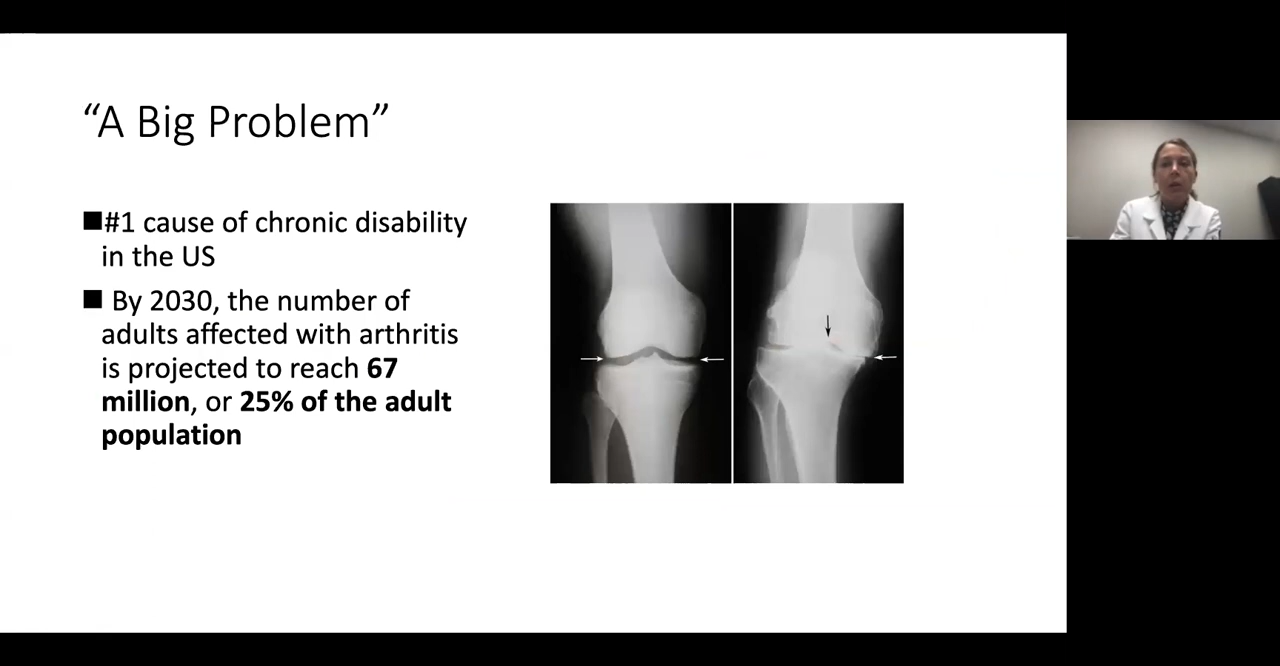 “A Big Problem”
■#1 cause of chronic disability
in the US
■ By 2030, the number of
adults affected with arthritis
is projected to reach 67
million, or 25% of the adult
population